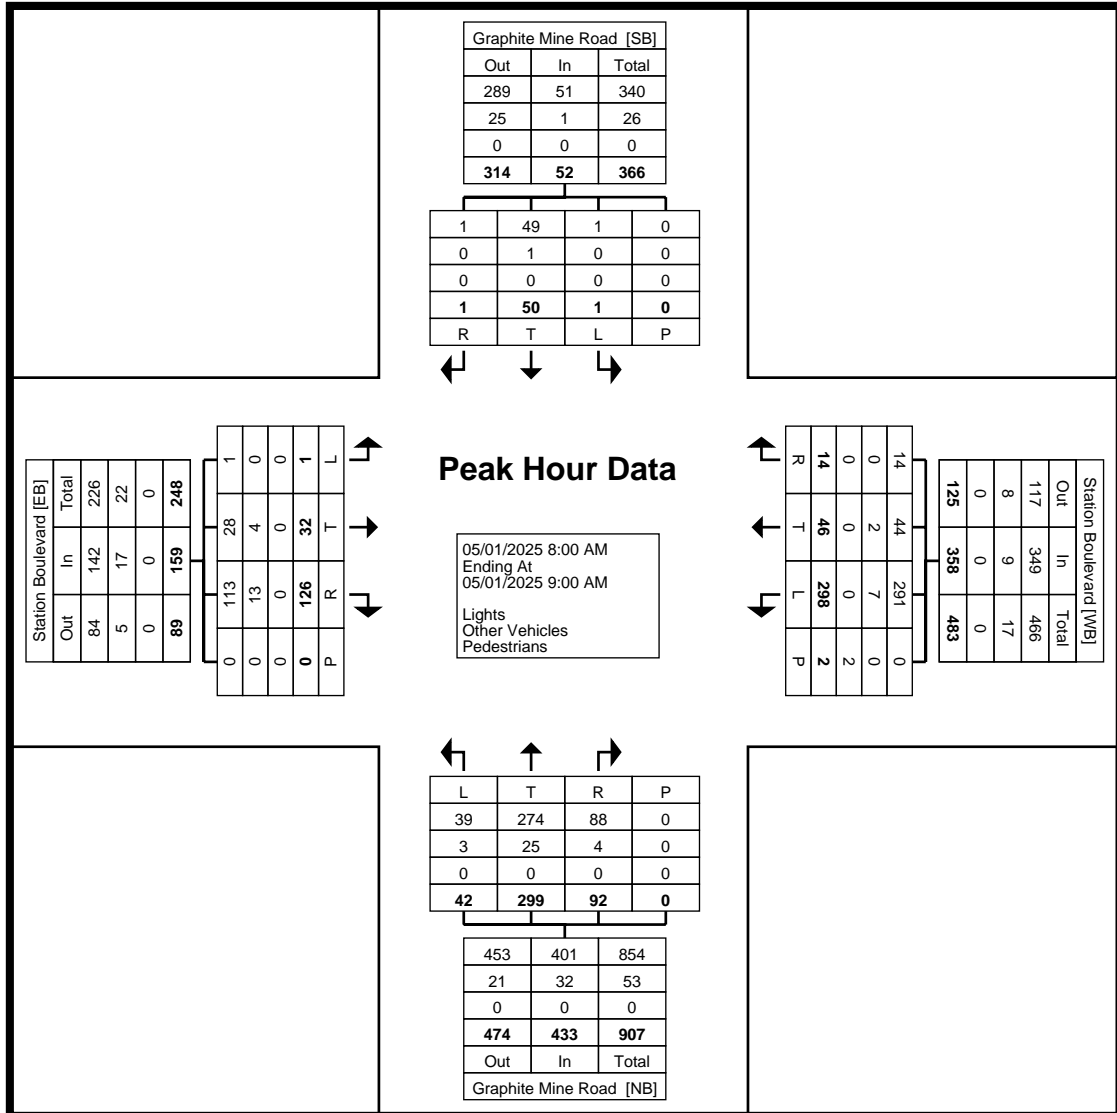 Graphite Mine Road [SB]
Out In Total
289 51 340
25 1 26
0 0 0
314 52 366
1 49 1 0
0 1 0 0
0 0 0 0
1 50 1 0
R T L P
Station Boulevard [EB]
Total In Out
226 142 84
22 17 5
0 0 0
248 159 89
1 28 113 0
0 4 13 0
0 0 0 0
1 32 126 0
L T R P
Peak Hour Data
05/01/2025 8:00 AM
Ending At
05/01/2025 9:00 AM
Lights
Other Vehicles
Pedestrians
R T L P
14 46 298 2
0 0 0 2
0 2 7 0
14 44 291 0
Station Boulevard [WB]
Out In Total
117 349 466
8 9 17
0 0 0
125 358 483
L T R P
39 274 88 0
3 25 4 0
0 0 0 0
42 299 92 0
453 401 854
21 32 53
0 0 0
474 433 907
Out In Total
Graphite Mine Road [NB]